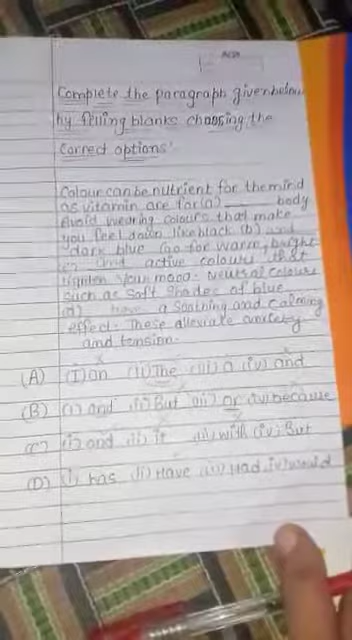 Complete the paragraph given below
by filling blanks choosing the
Correct options'
Colour can be nutrient for the mind
as vitamin are for (a) ____ body
Avoid wearing colours that make
you feel down like black (b) and
dark blue Go for warm, bright
(c) and active colours that
lighten your mood. Neutral colours
such as soft shades of blue
(d) have a soothing and calming
effect. These alleviate anxiety
and tension.
(A) (I) an (ii) The (iii) a (iv) and
(B) (i) and (ii) But (iii) or (iv) because
(C) (i) and (ii) it (iii) with (iv) But
(D) (i) has (ii) Have (iii) Had (iv) would